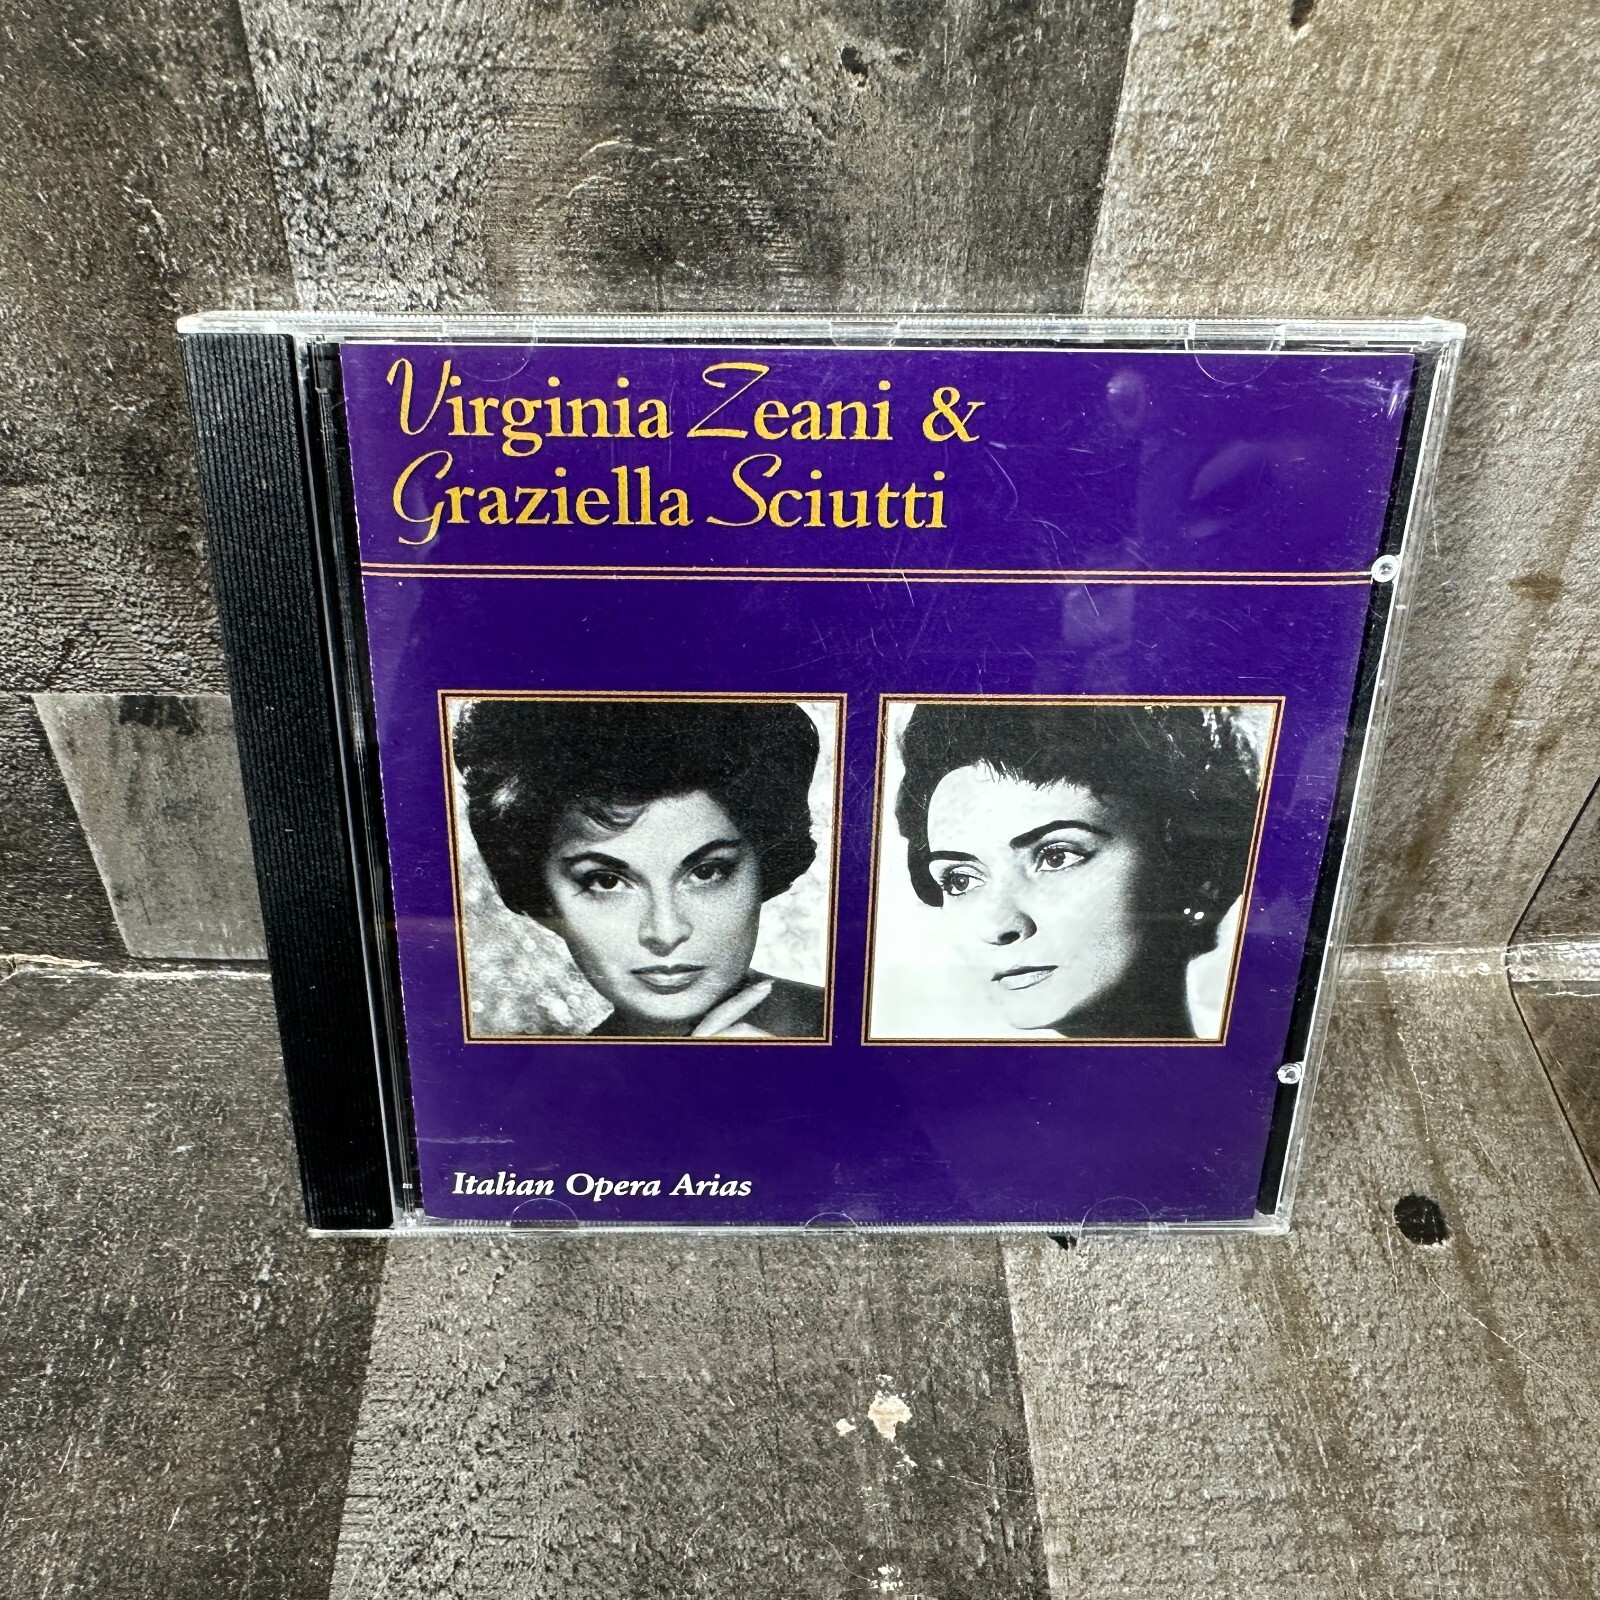 Virginia Zeani &
Graziella Sciutti
Italian Opera Arias